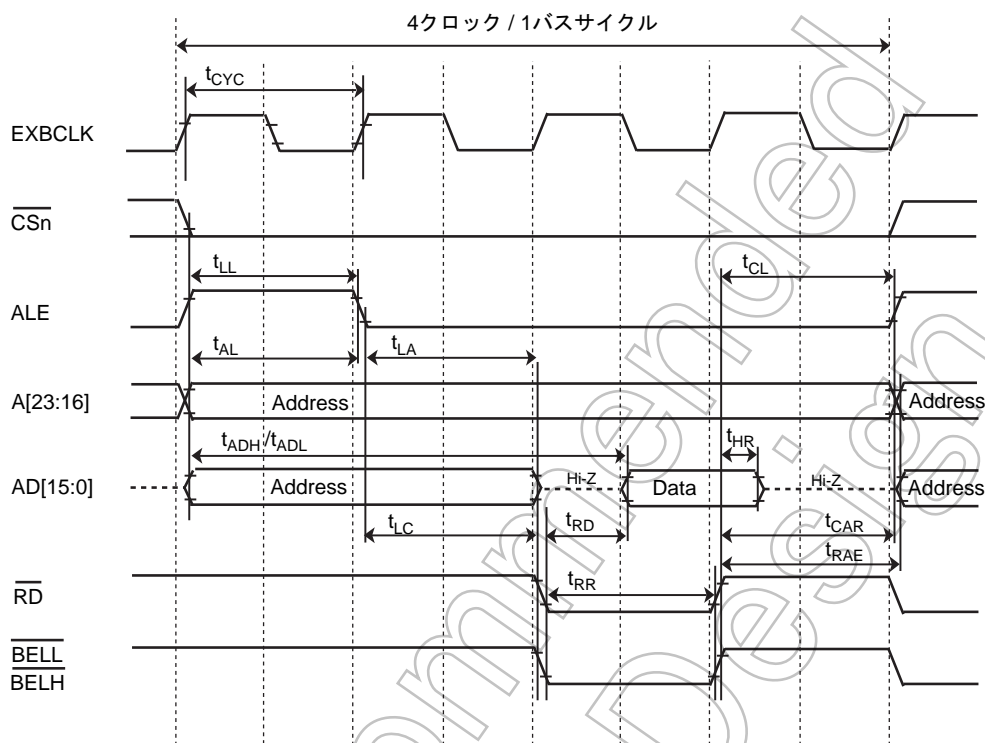 4クロック / 1バスサイクル
tCYC
EXBCLK
CSn
tLL
tCL
ALE
tAL
tLA
A[23:16]
Address
Address
tADH /tADL
tHR
AD[15:0]
Address
Hi-Z
Data
Hi-Z
Address
tLC
tRD
tCAR
tRAE
RD
tRR
BELL
BELH
ommended
Design